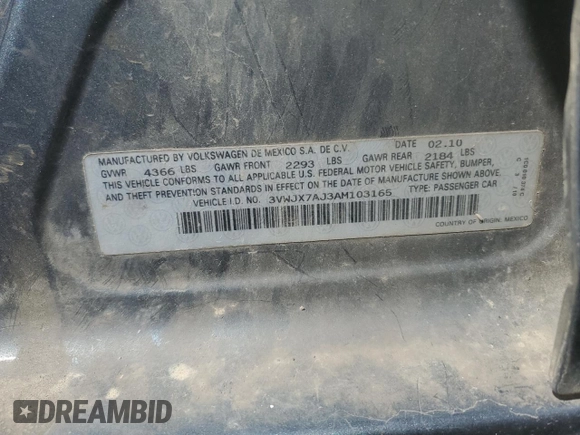 MANUFACTURED BY VOLKSWAGEN DE MEXICO S.A. DE C.V. DATE 02.10
GVWR 4366 LBS GAWR FRONT 2293 LBS GAWR REAR 2184 LBS
THIS VEHICLE CONFORMS TO ALL APPLICABLE U.S. FEDERAL MOTOR VEHICLE SAFETY, BUMPER,
AND THEFT PREVENTION STANDARDS IN EFFECT ON THE DATE OF MANUFACTURE SHOWN ABOVE.
VEHICLE I.D. NO. 3VWJX7AJ3AM103165 TYPE: PASSENGER CAR
COUNTRY OF ORIGIN: MEXICO
DREAMBID